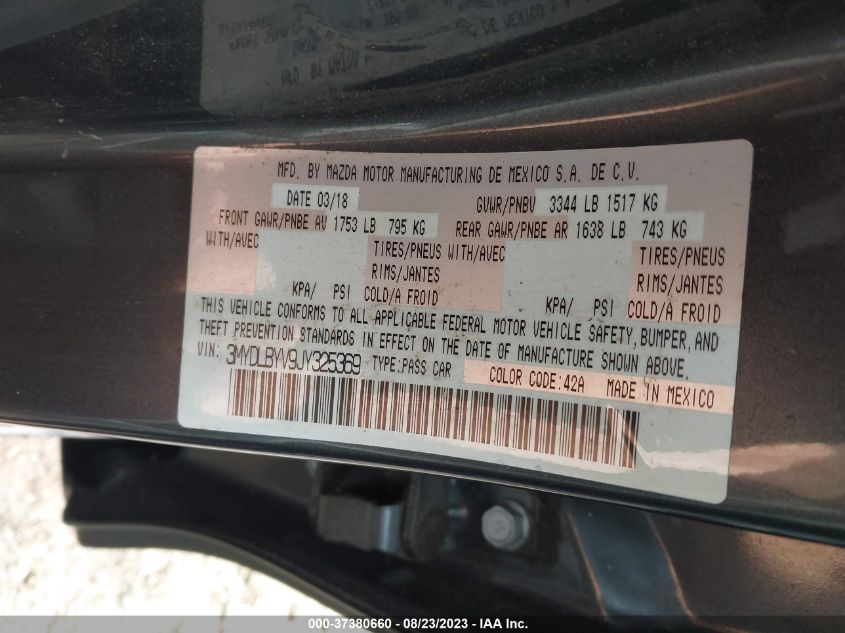 MFD. BY MAZDA MOTOR MANUFACTURING DE MEXICO S.A. DE C.V.
DATE 03/18 GVWR/PNBV 3344 LB 1517 KG
FRONT GAWR/PNBE AV 1753 LB 795 KG REAR GAWR/PNBE AR 1638 LB 743 KG
WITH/AVEC TIRES/PNEUS WITH/AVEC TIRES/PNEUS
RIMS/JANTES RIMS/JANTES
KPA/ PSI COLD/A FROID KPA/ PSI COLD/A FROID
THIS VEHICLE CONFORMS TO ALL APPLICABLE FEDERAL MOTOR VEHICLE SAFETY, BUMPER, AND
THEFT PREVENTION STANDARDS IN EFFECT ON THE DATE OF MANUFACTURE SHOWN ABOVE.
VIN: 3MYDLBYV9JY325369 TYPE:PASS CAR COLOR CODE:42A MADE IN MEXICO
000-37380660 - 08/23/2023 - IAA Inc.